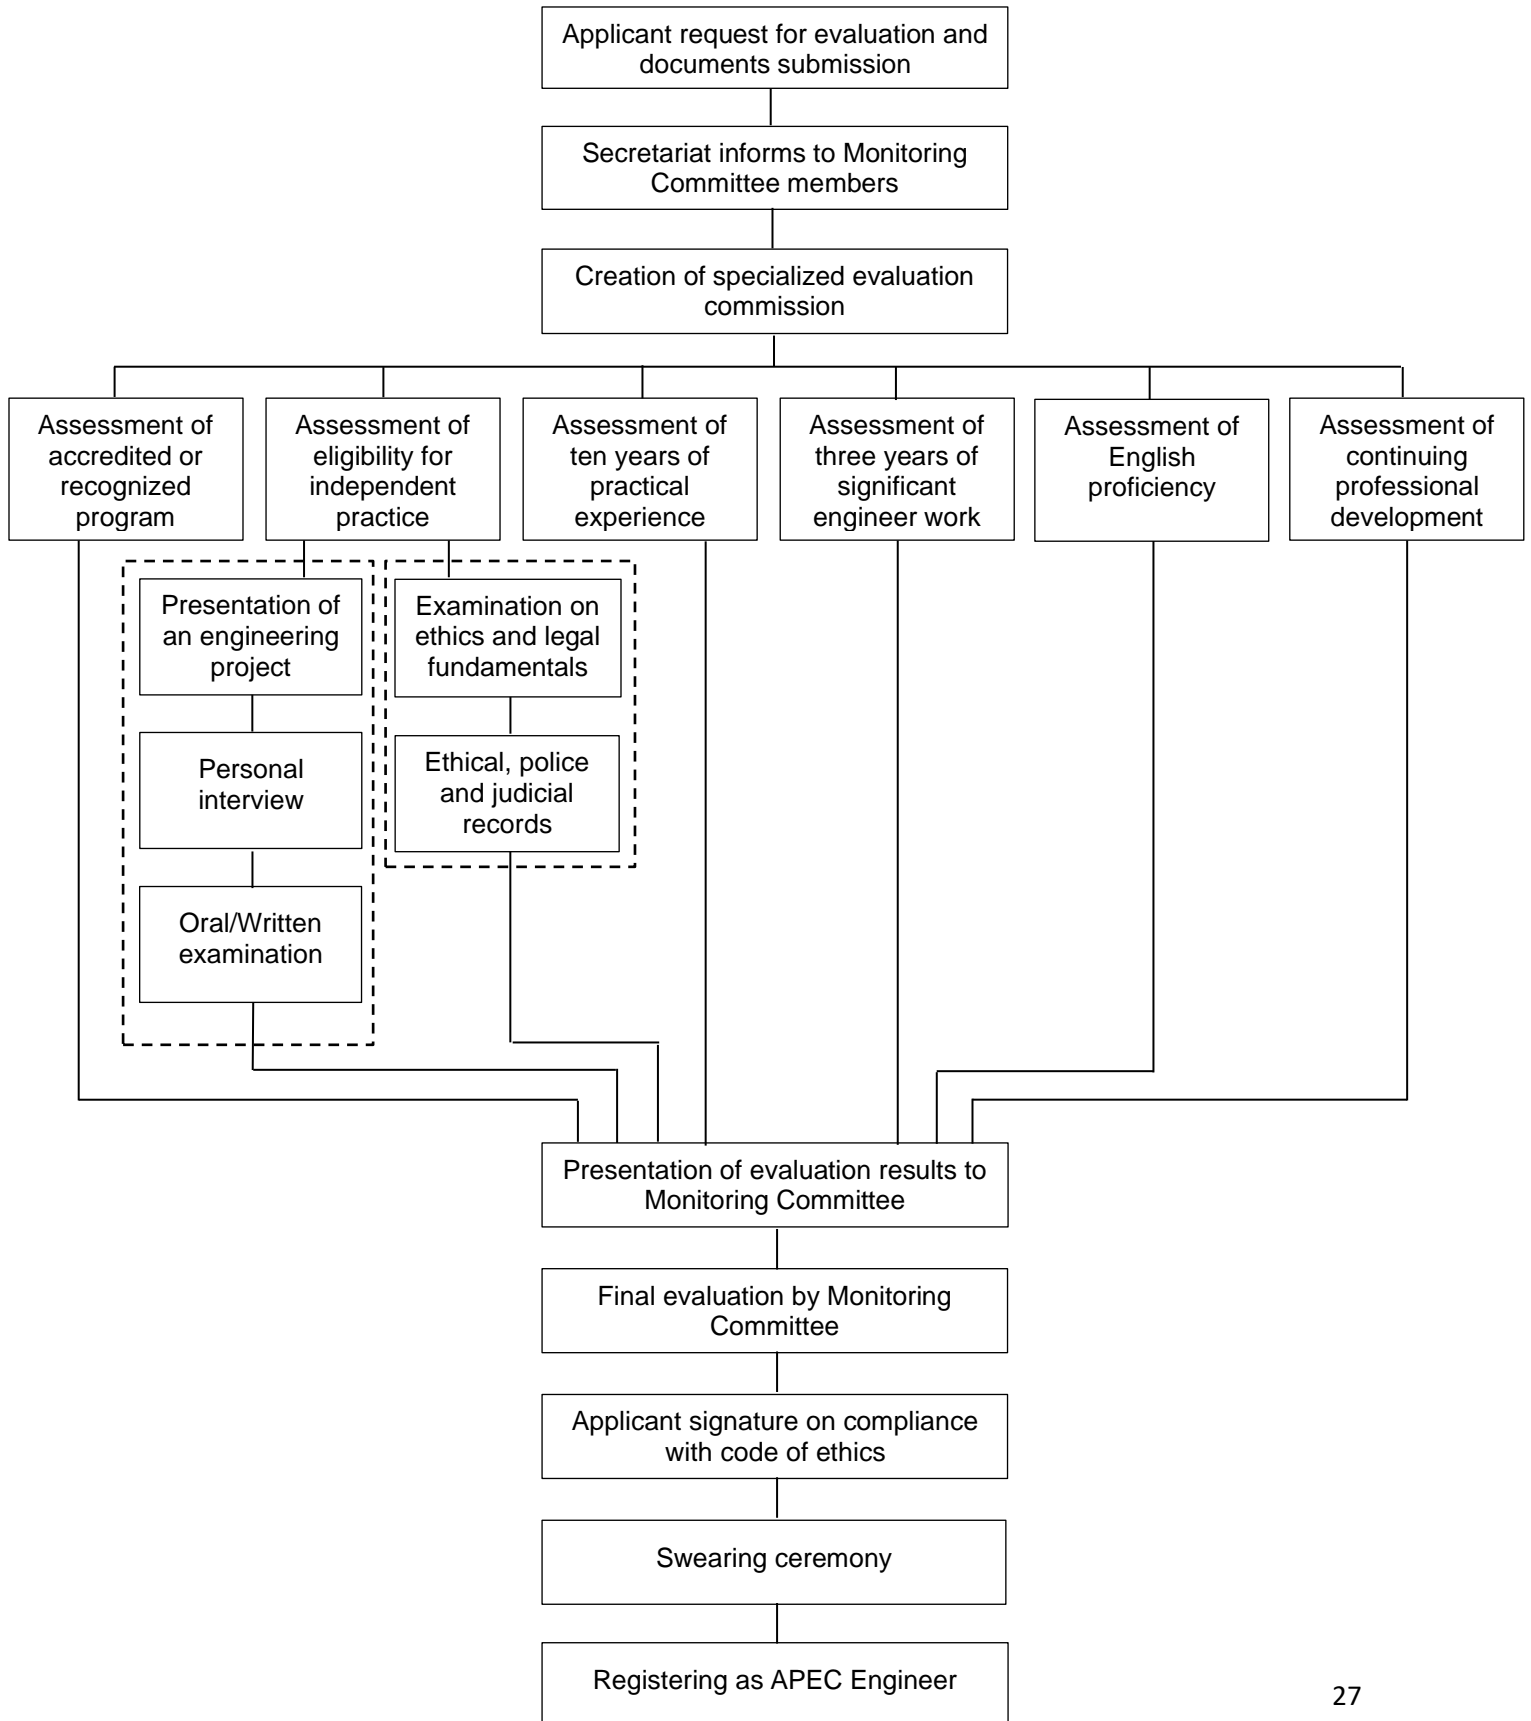 Applicant request for evaluation and
documents submission
Secretariat informs to Monitoring
Committee members
Creation of specialized evaluation
commission
Assessment of
accredited or
recognized
program
Assessment of
eligibility for
independent
practice
Assessment of
ten years of
practical
experience
Assessment of
three years of
significant
engineer work
Assessment of
English
proficiency
Assessment of
continuing
professional
development
Presentation of
an engineering
project
Personal
interview
Oral/Written
examination
Examination on
ethics and legal
fundamentals
Ethical, police
and judicial
records
Presentation of evaluation results to
Monitoring Committee
Final evaluation by Monitoring
Committee
Applicant signature on compliance
with code of ethics
Swearing ceremony
Registering as APEC Engineer
27